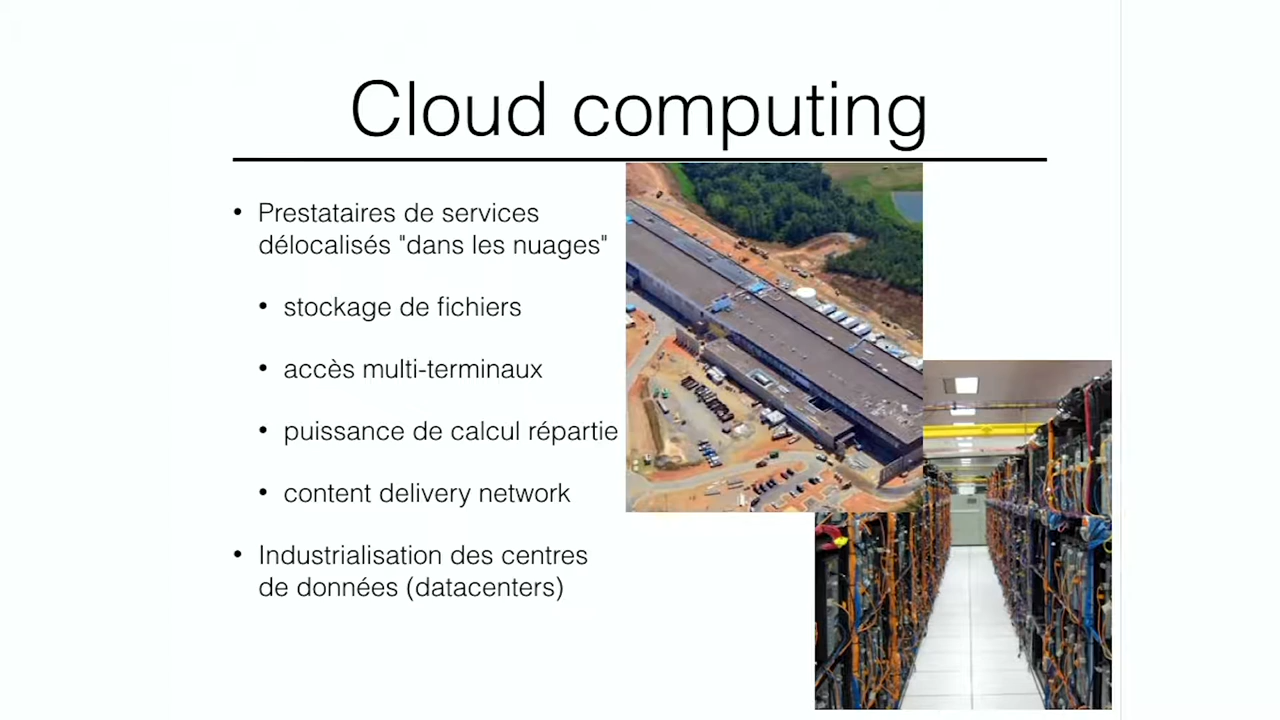 Cloud computing
• Prestataires de services
délocalisés "dans les nuages"
• stockage de fichiers
• accès multi-terminaux
• puissance de calcul répartie
• content delivery network
• Industrialisation des centres
de données (datacenters)